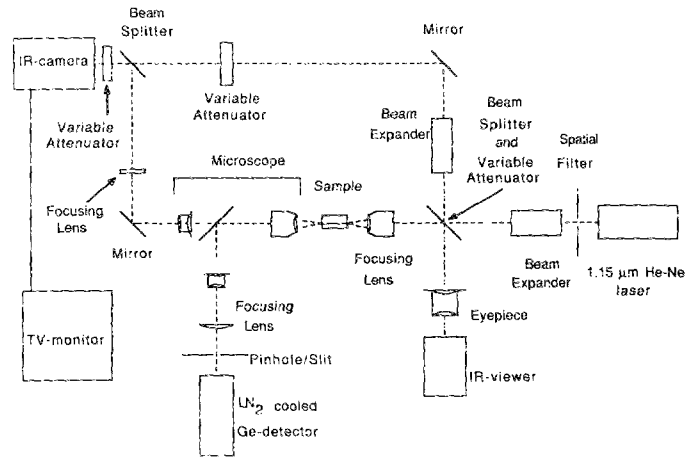 Beam
Splitter
Mirror
IR-camera
Variable
Attenuator
Variable
Attenuator
Beam
Expander
Beam
Splitter
and
Variable
Attenuator
Spatial
Filter
Microscope
Sample
Focusing
Lens
Mirror
Focusing
Lens
Beam
Expander
1.15 μm He-Ne
laser
Focusing
Lens
Eyepiece
TV-monitor
Pinhole/Slit
IR-viewer
LN2 cooled
Ge-detector